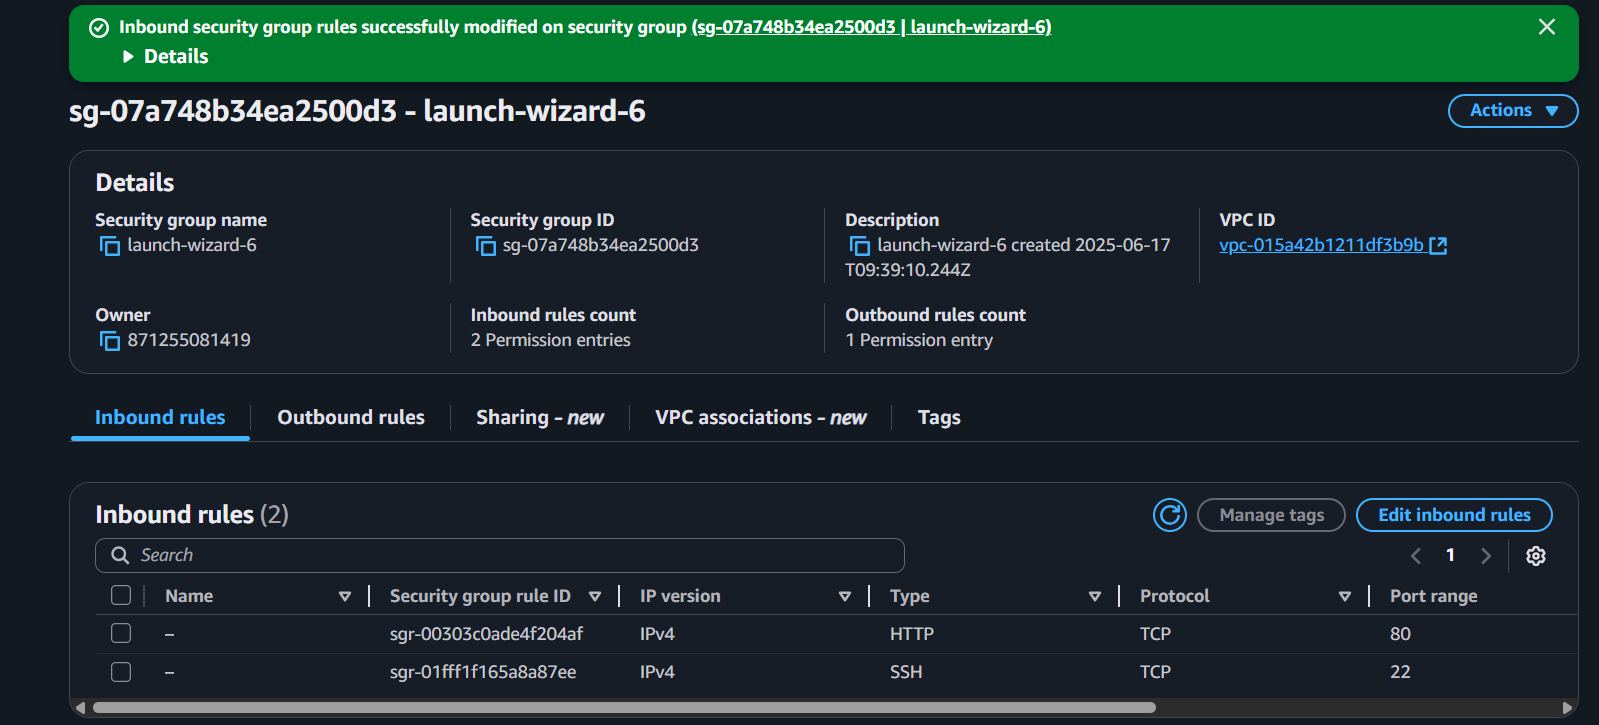 Inbound security group rules successfully modified on security group (sg-07a748b34ea2500d3 | launch-wizard-6)
Details
sg-07a748b34ea2500d3 - launch-wizard-6
Actions
Details
Security group name
launch-wizard-6
Security group ID
sg-07a748b34ea2500d3
Description
launch-wizard-6 created 2025-06-17
T09:39:10.244Z
VPC ID
vpc-015a42b1211df3b9b
Owner
871255081419
Inbound rules count
2 Permission entries
Outbound rules count
1 Permission entry
Inbound rules Outbound rules Sharing - new VPC associations - new Tags
Inbound rules (2)
Manage tags Edit inbound rules
Search
1
Name Security group rule ID IP version Type Protocol Port range
– sgr-00303c0ade4f204af IPv4 HTTP TCP 80
– sgr-01fff1f165a8a87ee IPv4 SSH TCP 22